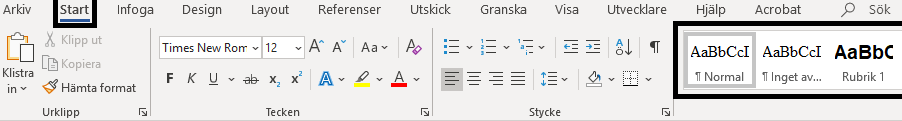 Arkiv Start Infoga Design Layout Referenser Utskick Granska Visa Utvecklare Hjälp Acrobat Sök
Klistra in
Klipp ut
Kopiera
Hämta format
Urklipp
Times New Rom 12 A A Aa A
F K U ab x₂ x² A A
Tecken
A Z ¶
Stycke
AaBbCcI AaBbCcI AaBbC
¶ Normal ¶ Inget av... Rubrik 1